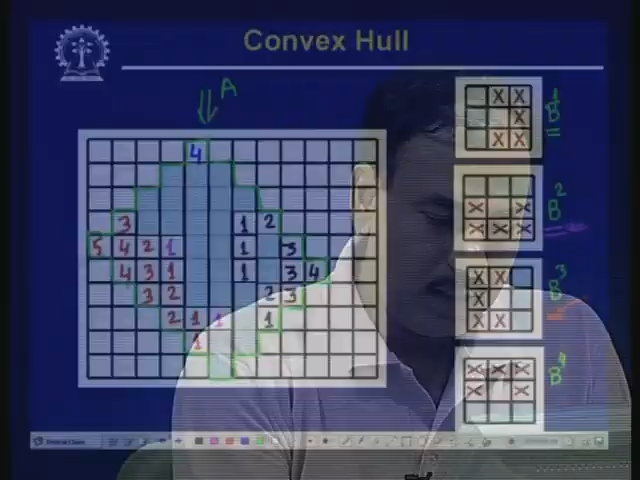 Convex Hull
A
4
3 1 2
5 4 2 1 1 3
4 3 1 1 3 4
3 2 2 3
2 1 1 1
1
X X
X
X X
B1
X X
X X X
B2
X X
X
X X
B3
X X X
X X
B4